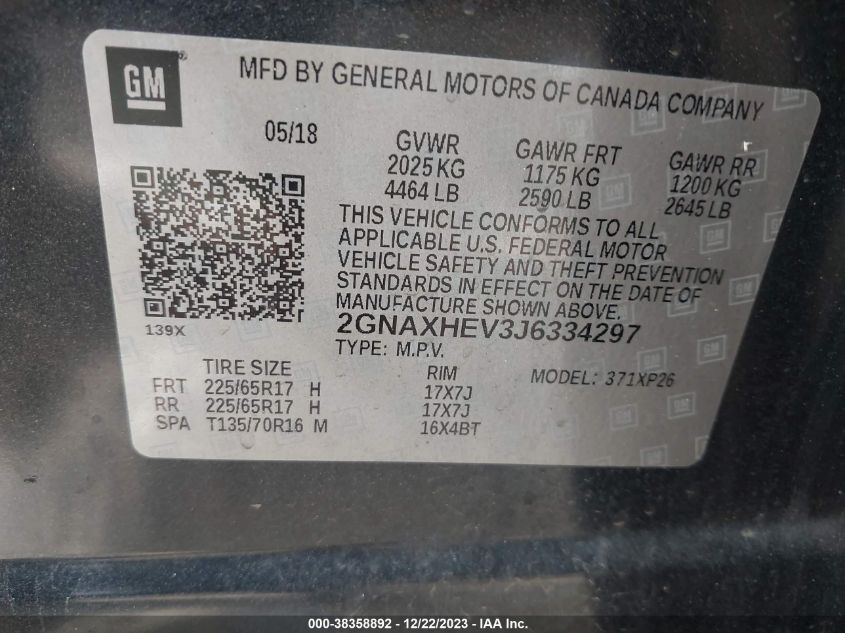 GM
MFD BY GENERAL MOTORS OF CANADA COMPANY
05/18
GVWR
2025 KG
4464 LB
GAWR FRT
1175 KG
2590 LB
GAWR RR
1200 KG
2645 LB
THIS VEHICLE CONFORMS TO ALL
APPLICABLE U.S. FEDERAL MOTOR
VEHICLE SAFETY AND THEFT PREVENTION
STANDARDS IN EFFECT ON THE DATE OF
MANUFACTURE SHOWN ABOVE.
139X
2GNAXHEV3J6334297
TYPE: M.P.V.
MODEL: 371XP26
TIRE SIZE RIM
FRT 225/65R17 H 17X7J
RR 225/65R17 H 17X7J
SPA T135/70R16 M 16X4BT
000-38358892 - 12/22/2023 - IAA Inc.